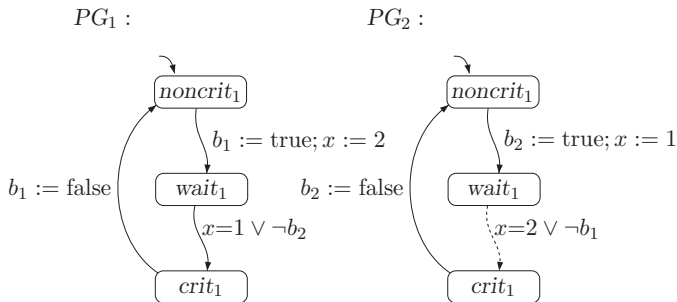 PG₁ : PG₂ :
noncrit₁ noncrit₁
b₁ := true; x := 2 b₂ := true; x := 1
b₁ := false wait₁ b₂ := false wait₁
x=1 ∨ ¬b₂ x=2 ∨ ¬b₁
crit₁ crit₁